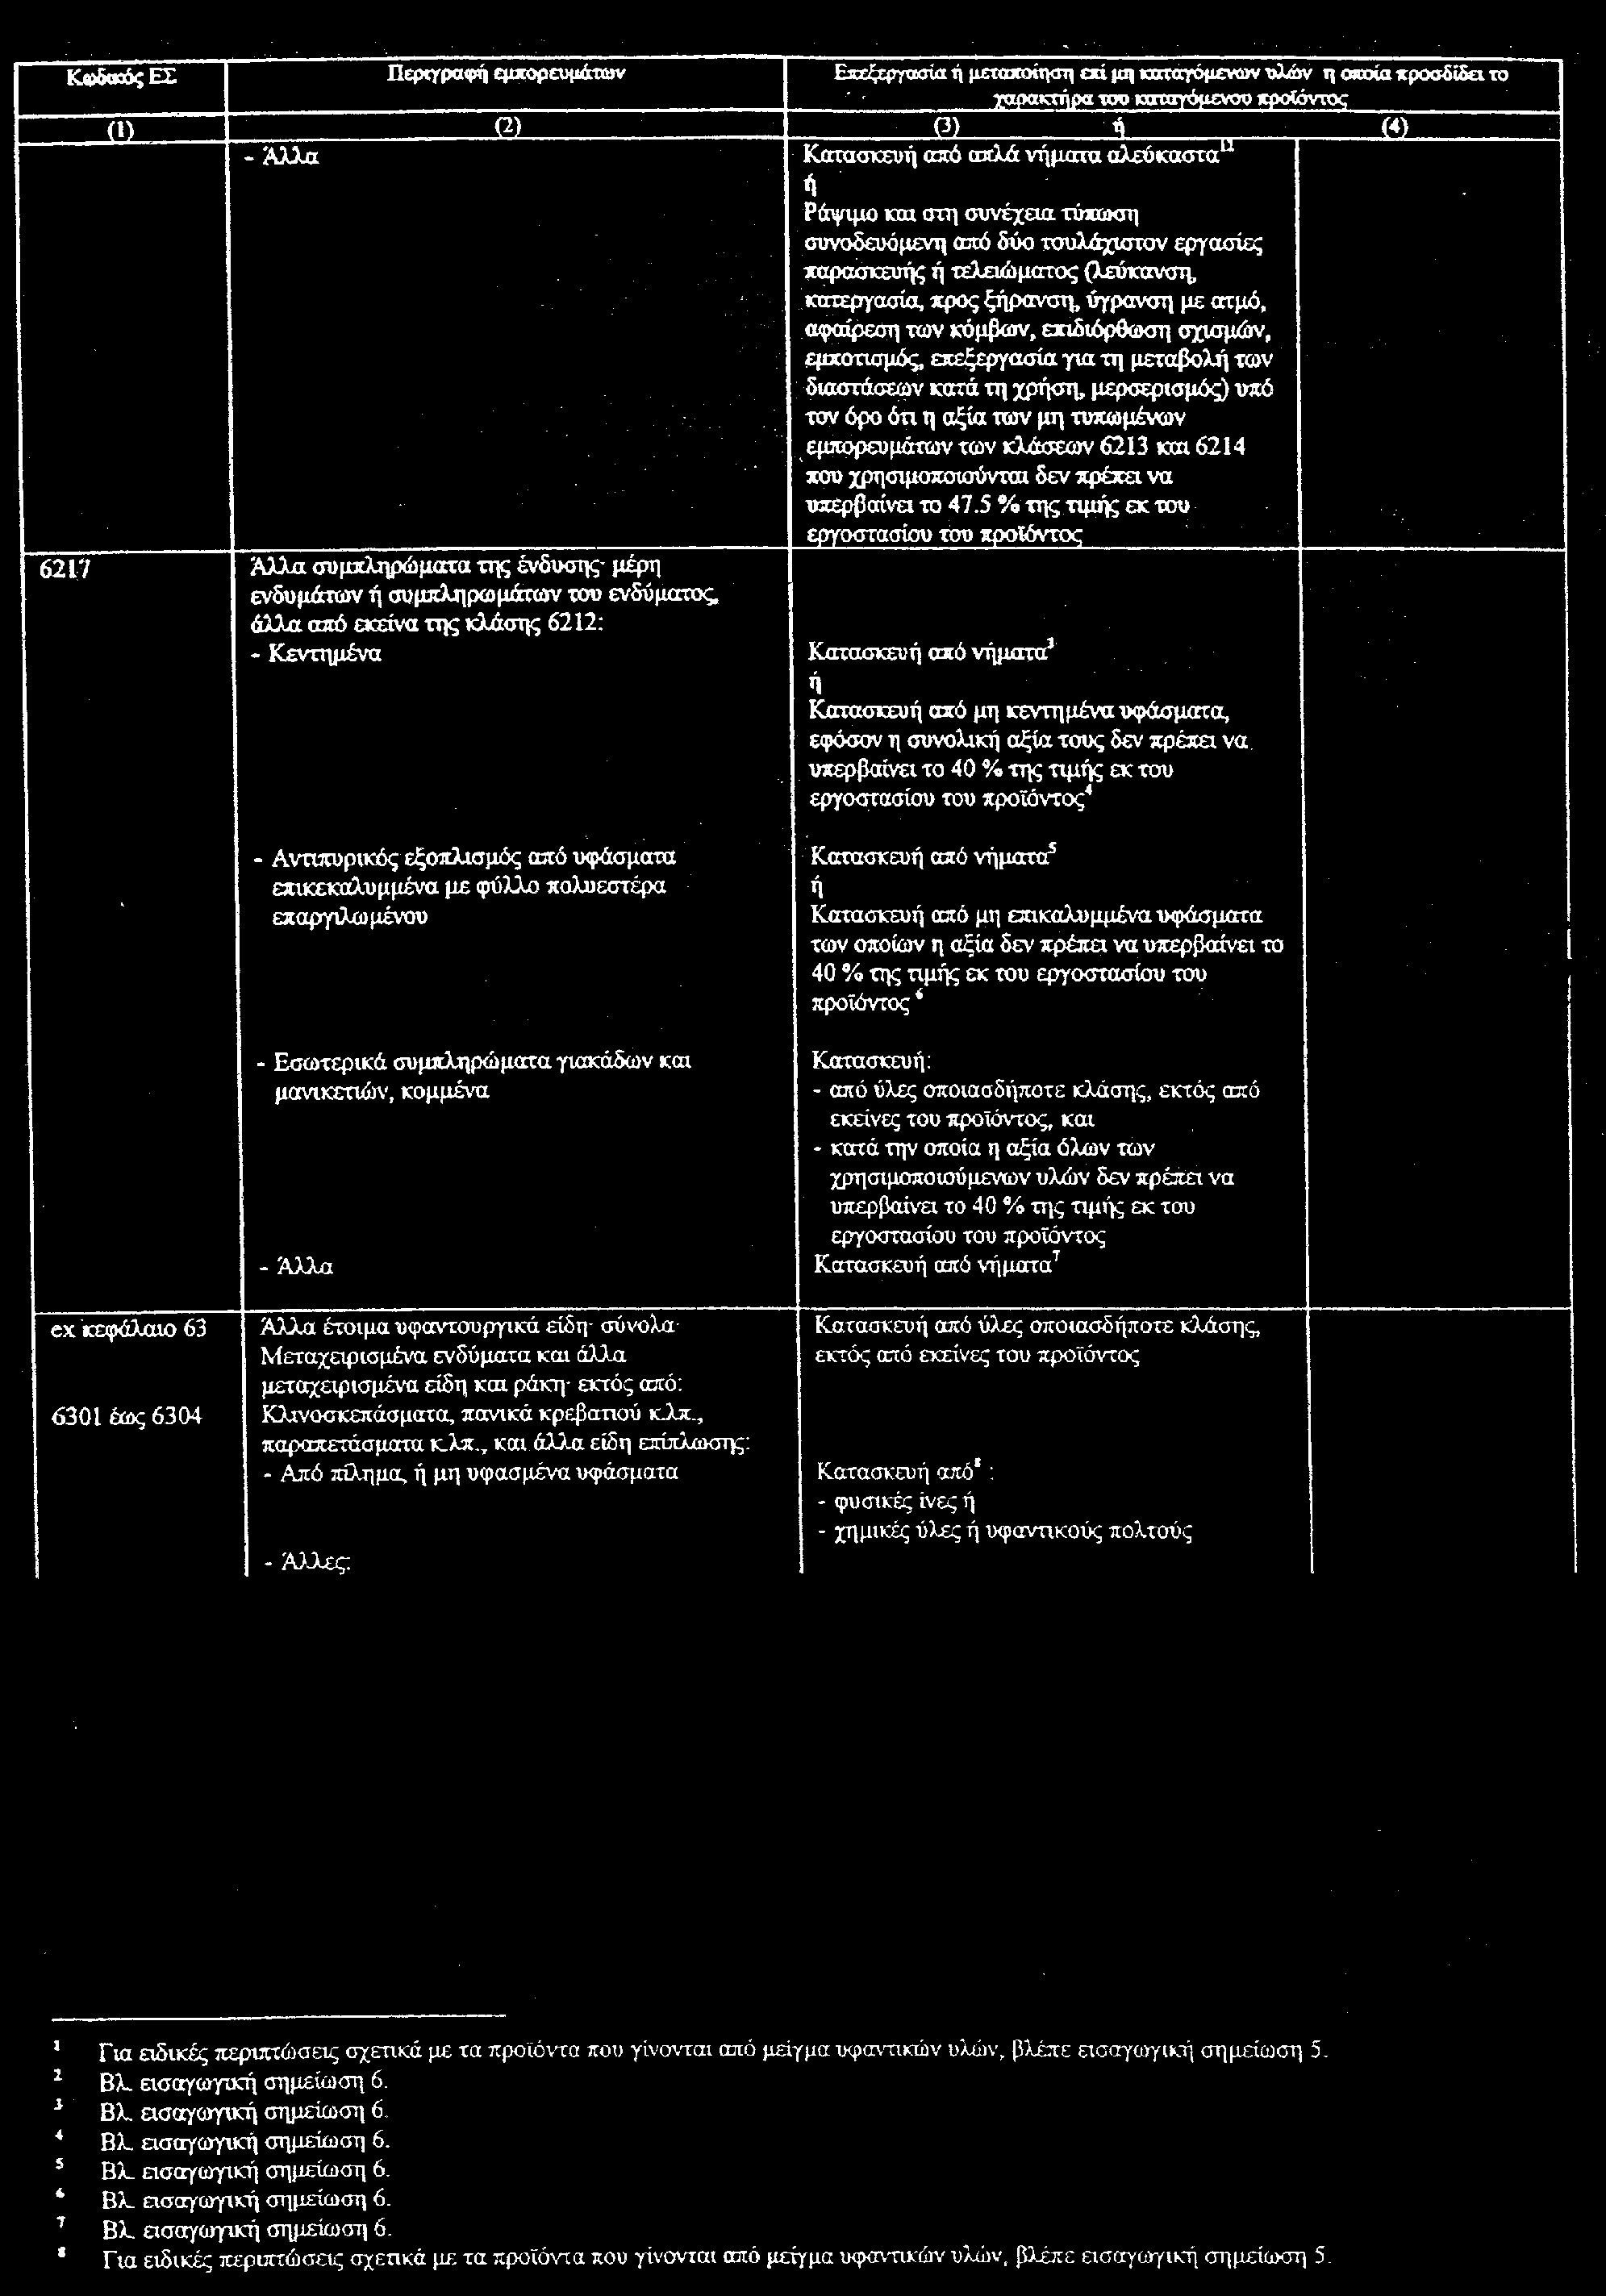 Κωδικός ΕΣ
Περιγραφή εμπορευμάτων
Επεξεργασία ή μεταποίηση επί μη καταγόμενων υλών η οποία προσδίδει το
χαρακτήρα του καταγόμενου προϊόντος
(1)
(2)
(3) ή (4)
- Άλλα
Κατασκευή από απλά νήματα αλεύκαστα¹²
ή
Ράψιμο και στη συνέχεια τύπωση
συνοδευόμενη από δύο τουλάχιστον εργασίες
παρασκευής ή τελειώματος (λεύκανση,
κατεργασία, προς ξήρανση, ύγρανση με ατμό,
αφαίρεση των κόμβων, επιδιόρθωση σχισμών,
εμποτισμός, επεξεργασία για τη μεταβολή των
διαστάσεων κατά τη χρήση, μερσερισμός) υπό
τον όρο ότι η αξία των μη τυπωμένων
εμπορευμάτων των κλάσεων 6213 και 6214
που χρησιμοποιούνται δεν πρέπει να
υπερβαίνει το 47.5 % της τιμής εκ του
εργοστασίου του προϊόντος
6217
Άλλα συμπληρώματα της ένδυσης· μέρη
ενδυμάτων ή συμπληρωμάτων του ενδύματος,
άλλα από εκείνα της κλάσης 6212:
- Κεντημένα
Κατασκευή από νήματα³
ή
Κατασκευή από μη κεντημένα υφάσματα,
εφόσον η συνολική αξία τους δεν πρέπει να
υπερβαίνει το 40 % της τιμής εκ του
εργοστασίου του προϊόντος⁴
- Αντιπυρικός εξοπλισμός από υφάσματα
επικεκαλυμμένα με φύλλο πολυεστέρα
επαργιλωμένου
Κατασκευή από νήματα⁵
ή
Κατασκευή από μη επικαλυμμένα υφάσματα
των οποίων η αξία δεν πρέπει να υπερβαίνει το
40 % της τιμής εκ του εργοστασίου του
προϊόντος⁶
- Εσωτερικά συμπληρώματα γιακάδων και
μανικετιών, κομμένα
Κατασκευή:
- από ύλες οποιασδήποτε κλάσης, εκτός από
εκείνες του προϊόντος, και
- κατά την οποία η αξία όλων των
χρησιμοποιούμενων υλών δεν πρέπει να
υπερβαίνει το 40 % της τιμής εκ του
εργοστασίου του προϊόντος
- Άλλα
Κατασκευή από νήματα⁷
ex κεφάλαιο 63
Άλλα έτοιμα υφαντουργικά είδη· σύνολα·
Μεταχειρισμένα ενδύματα και άλλα
μεταχειρισμένα είδη και ράκη· εκτός από:
Κατασκευή από ύλες οποιασδήποτε κλάσης,
εκτός από εκείνες του προϊόντος
6301 έως 6304
Κλινοσκεπάσματα, πανικά κρεβατιού κ.λπ.,
παραπετάσματα κ.λπ., και άλλα είδη επίπλωσης:
- Από πίλημα, ή μη υφασμένα υφάσματα
Κατασκευή από⁸ :
- φυσικές ίνες ή
- χημικές ύλες ή υφαντικούς πολτούς
- Άλλες:
¹ Για ειδικές περιπτώσεις σχετικά με τα προϊόντα που γίνονται από μείγμα υφαντικών υλών, βλέπε εισαγωγική σημείωση 5.
² Βλ. εισαγωγική σημείωση 6.
³ Βλ. εισαγωγική σημείωση 6.
⁴ Βλ. εισαγωγική σημείωση 6.
⁵ Βλ. εισαγωγική σημείωση 6.
⁶ Βλ. εισαγωγική σημείωση 6.
⁷ Βλ. εισαγωγική σημείωση 6.
⁸ Για ειδικές περιπτώσεις σχετικά με τα προϊόντα που γίνονται από μείγμα υφαντικών υλών, βλέπε εισαγωγική σημείωση 5.